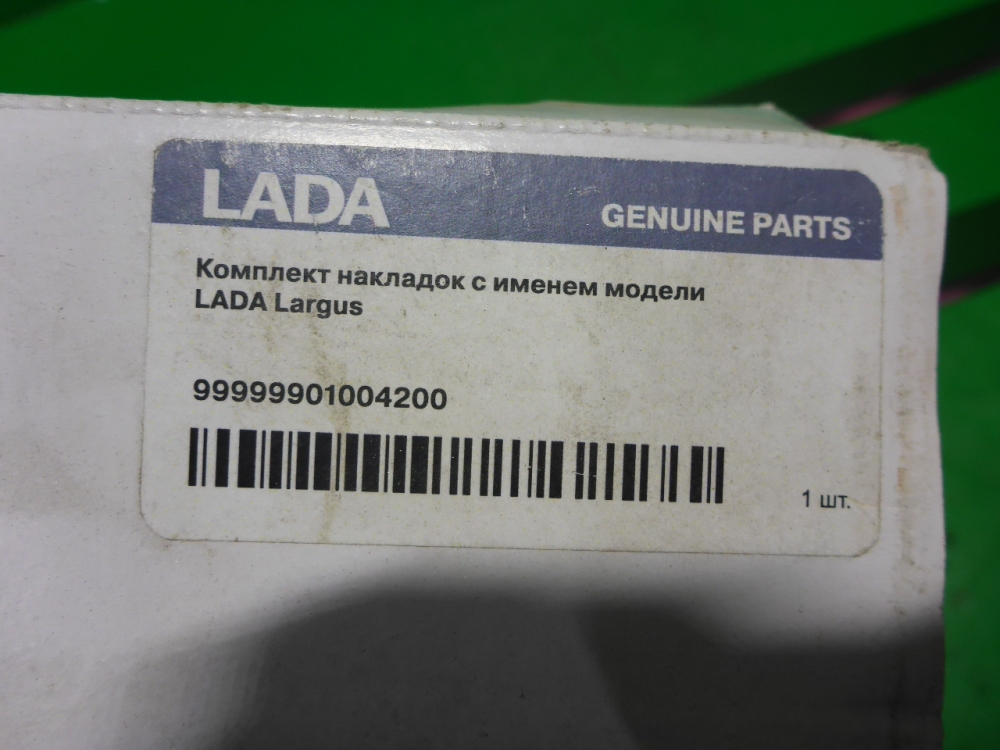 LADA
GENUINE PARTS
Комплект накладок с именем модели
LADA Largus
99999901004200
1 шт.